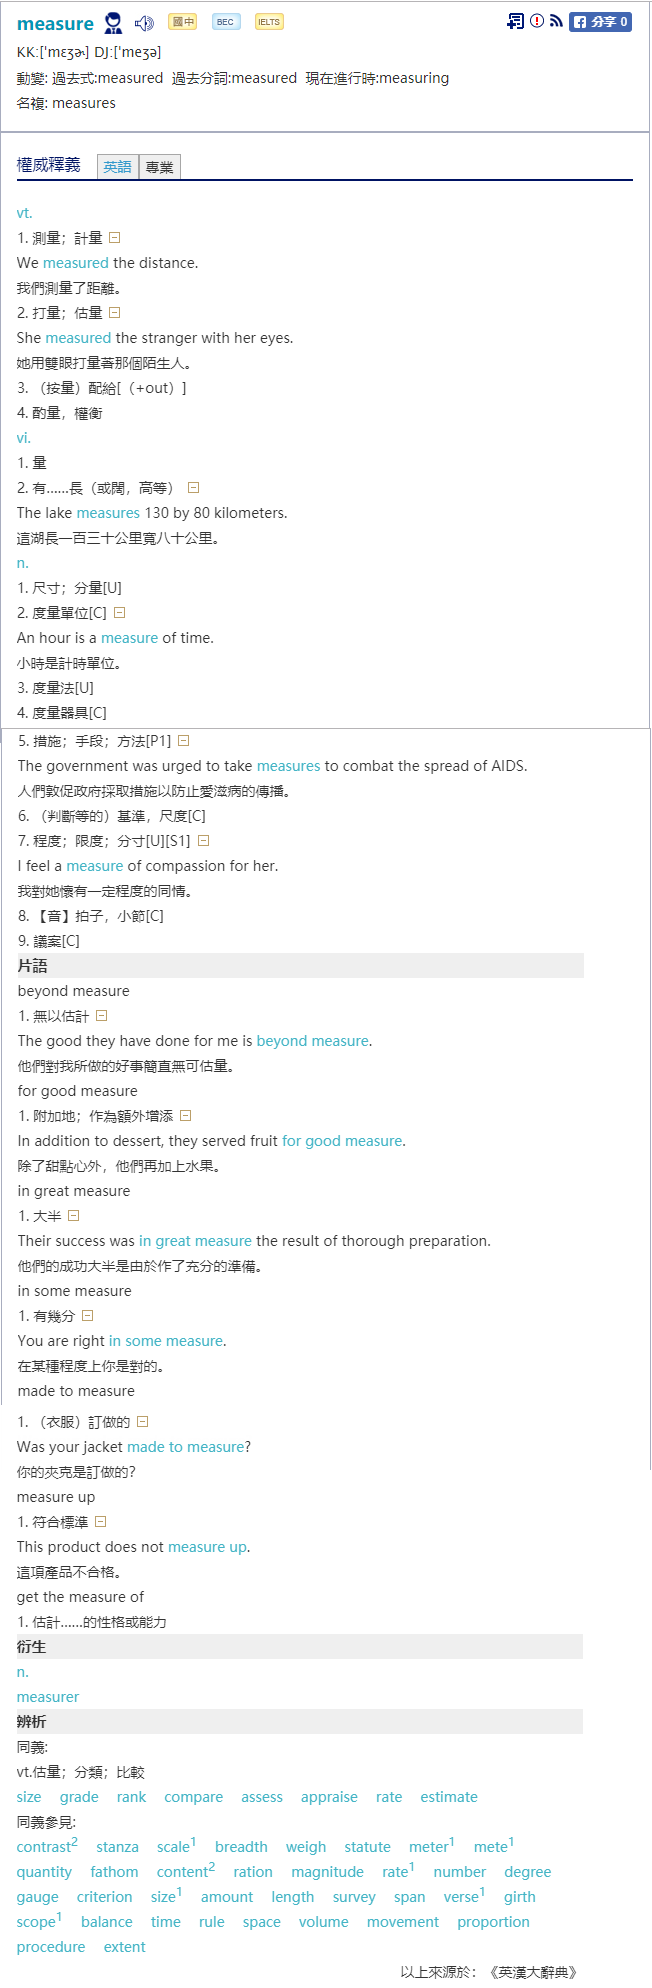 measure 國中 BEC IELTS 分享 0
KK:[ˈmɛʒɚ] DJ:[ˈmeʒə]
動變: 過去式:measured 過去分詞:measured 現在進行時:measuring
名複: measures
權威釋義 英語 專業
vt.
1. 測量；計量
We measured the distance.
我們測量了距離。
2. 打量；估量
She measured the stranger with her eyes.
她用雙眼打量著那個陌生人。
3. （按量）配給[（+out）]
4. 酌量，權衡
vi.
1. 量
2. 有......長（或闊，高等）
The lake measures 130 by 80 kilometers.
這湖長一百三十公里寬八十公里。
n.
1. 尺寸；分量[U]
2. 度量單位[C]
An hour is a measure of time.
小時是計時單位。
3. 度量法[U]
4. 度量器具[C]
5. 措施；手段；方法[P1]
The government was urged to take measures to combat the spread of AIDS.
人們敦促政府採取措施以防止愛滋病的傳播。
6. （判斷等的）基準，尺度[C]
7. 程度；限度；分寸[U][S1]
I feel a measure of compassion for her.
我對她懷有一定程度的同情。
8. 【音】拍子，小節[C]
9. 議案[C]
片語
beyond measure
1. 無以估計
The good they have done for me is beyond measure.
他們對我所做的好事簡直無可估量。
for good measure
1. 附加地；作為額外增添
In addition to dessert, they served fruit for good measure.
除了甜點心外，他們再加上水果。
in great measure
1. 大半
Their success was in great measure the result of thorough preparation.
他們的成功大半是由於作了充分的準備。
in some measure
1. 有幾分
You are right in some measure.
在某種程度上你是對的。
made to measure
1. （衣服）訂做的
Was your jacket made to measure?
你的夾克是訂做的?
measure up
1. 符合標準
This product does not measure up.
這項產品不合格。
get the measure of
1. 估計......的性格或能力
衍生
n.
measurer
辨析
同義:
vt.估量；分類；比較
size grade rank compare assess appraise rate estimate
同義參見:
contrast2 stanza scale1 breadth weigh statute meter1 mete1
quantity fathom content2 ration magnitude rate1 number degree
gauge criterion size1 amount length survey span verse1 girth
scope1 balance time rule space volume movement proportion
procedure extent
以上來源於：《英漢大辭典》